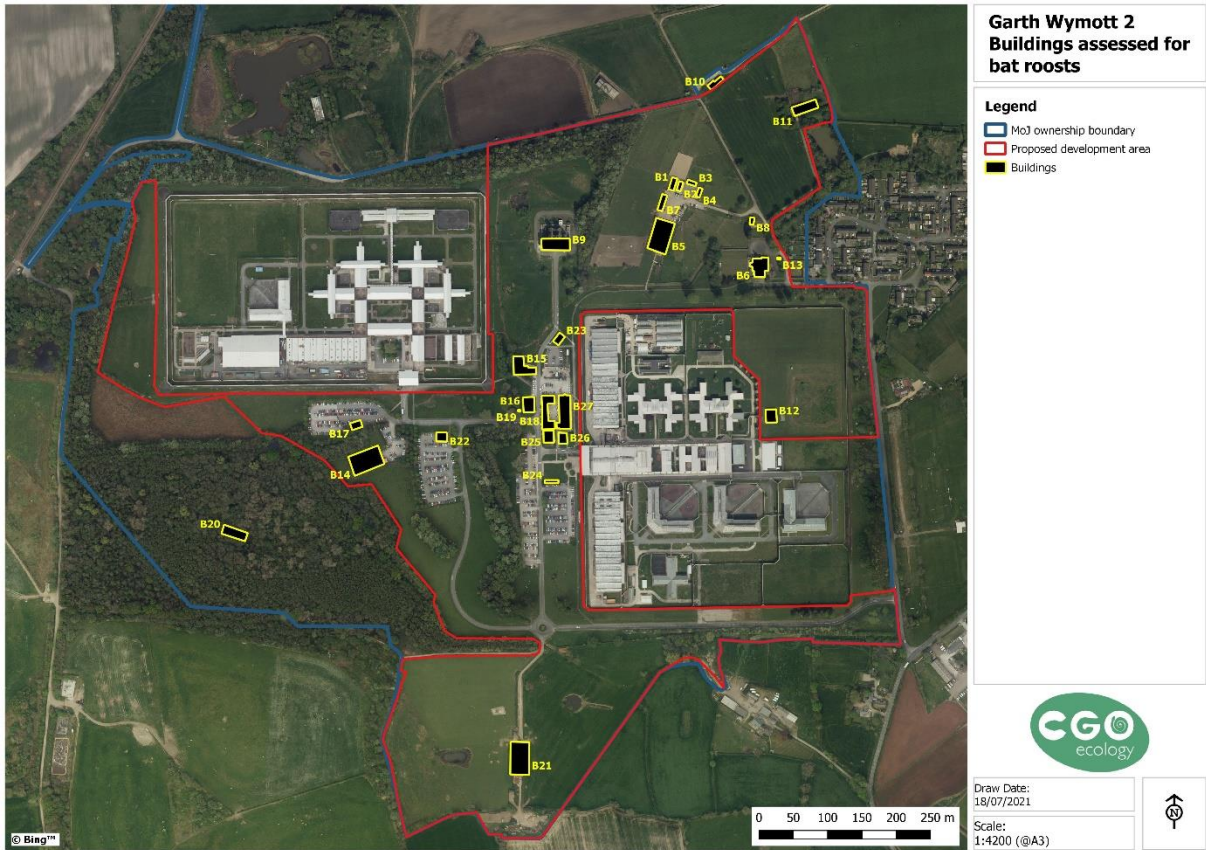 Garth Wymott 2
Buildings assessed for
bat roosts
Legend
MoJ ownership boundary
Proposed development area
Buildings
B10
B11
B1
B3
B2
B4
B7
B8
B5
B9
B13
B6
B23
B15
B16
B27
B19
B18
B12
B17
B22
B25
B26
B14
B24
B20
B21
CGO
ecology
Draw Date:
18/07/2021
Scale:
1:4200 (@A3)
N
0 50 100 150 200 250 m
© Bing™